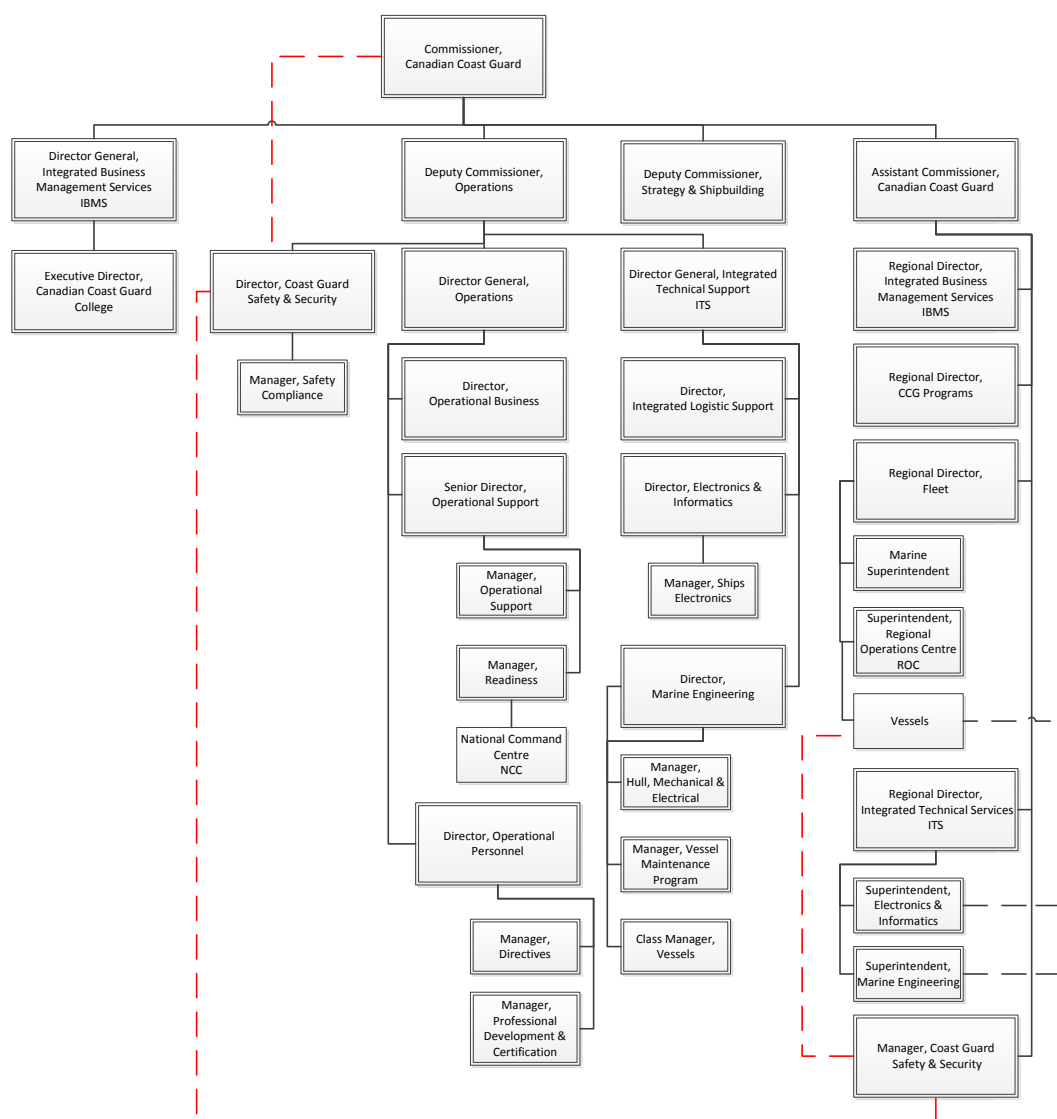 Commissioner,
Canadian Coast Guard
Director General,
Integrated Business
Management Services
IBMS
Deputy Commissioner,
Operations
Deputy Commissioner,
Strategy & Shipbuilding
Assistant Commissioner,
Canadian Coast Guard
Executive Director,
Canadian Coast Guard
College
Director, Coast Guard
Safety & Security
Director General,
Operations
Director General, Integrated
Technical Support
ITS
Regional Director,
Integrated Business
Management Services
IBMS
Manager, Safety
Compliance
Director,
Operational Business
Director,
Integrated Logistic Support
Regional Director,
CCG Programs
Senior Director,
Operational Support
Director, Electronics &
Informatics
Regional Director,
Fleet
Manager,
Operational
Support
Manager, Ships
Electronics
Marine
Superintendent
Manager,
Readiness
Director,
Marine Engineering
Superintendent,
Regional
Operations Centre
ROC
National Command
Centre
NCC
Vessels
Manager,
Hull, Mechanical &
Electrical
Regional Director,
Integrated Technical Services
ITS
Director, Operational
Personnel
Manager, Vessel
Maintenance
Program
Superintendent,
Electronics &
Informatics
Manager,
Directives
Class Manager,
Vessels
Superintendent,
Marine Engineering
Manager,
Professional
Development &
Certification
Manager, Coast Guard
Safety & Security